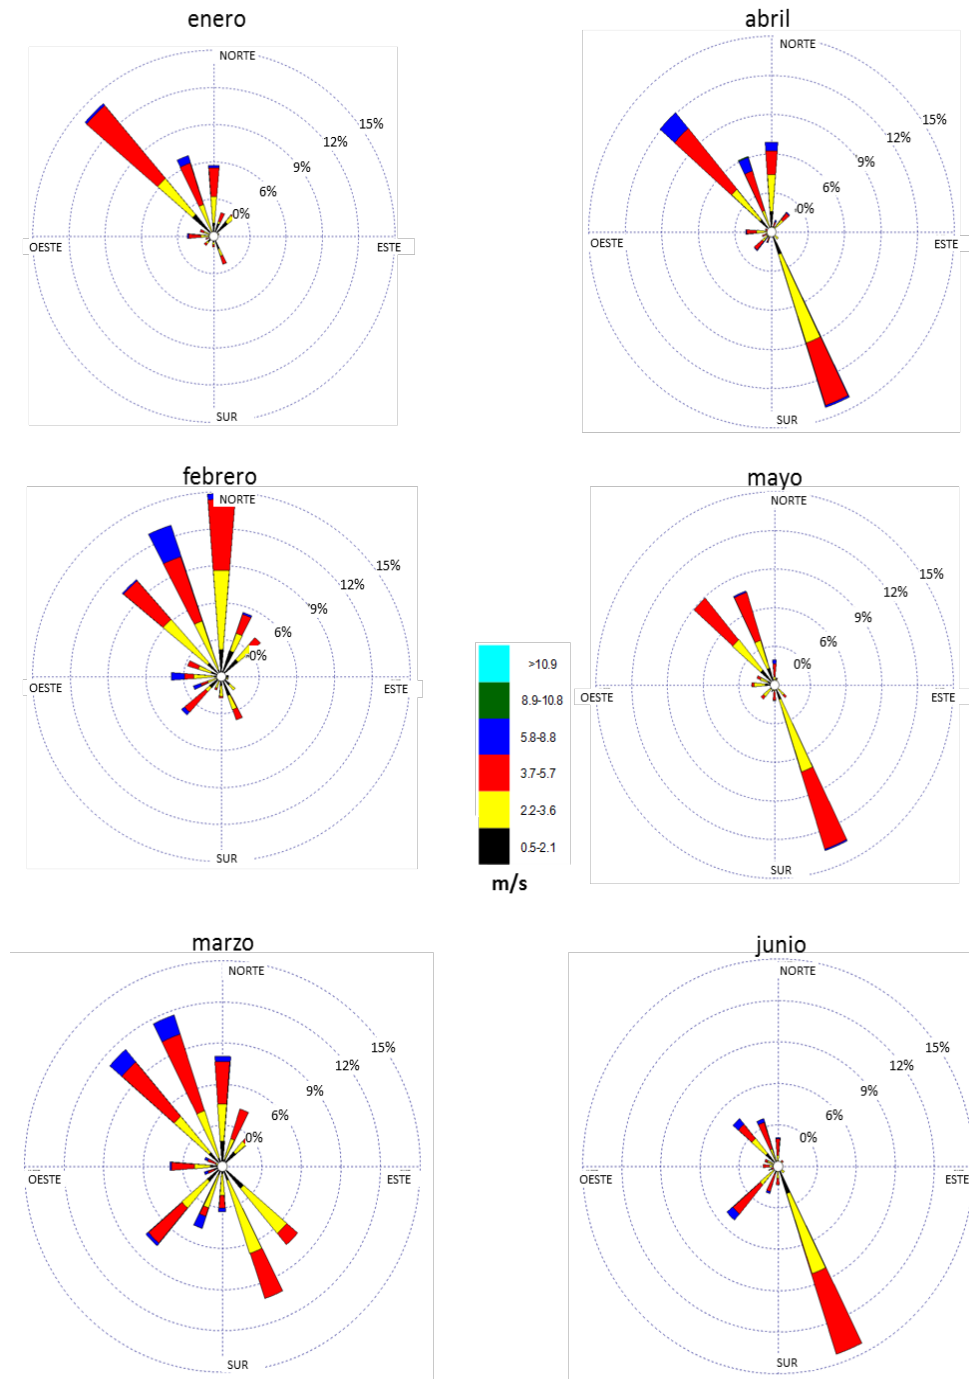 enero
NORTE
15%
12%
9%
6%
0%
OESTE
ESTE
SUR
abril
NORTE
15%
12%
9%
6%
0%
OESTE
ESTE
SUR
febrero
NORTE
15%
12%
9%
6%
0%
OESTE
ESTE
SUR
>10.9
8.9-10.8
5.8-8.8
3.7-5.7
2.2-3.6
0.5-2.1
m/s
mayo
NORTE
15%
12%
9%
6%
0%
OESTE
ESTE
SUR
marzo
NORTE
15%
12%
9%
6%
0%
OESTE
ESTE
SUR
junio
NORTE
15%
12%
9%
6%
0%
OESTE
ESTE
SUR